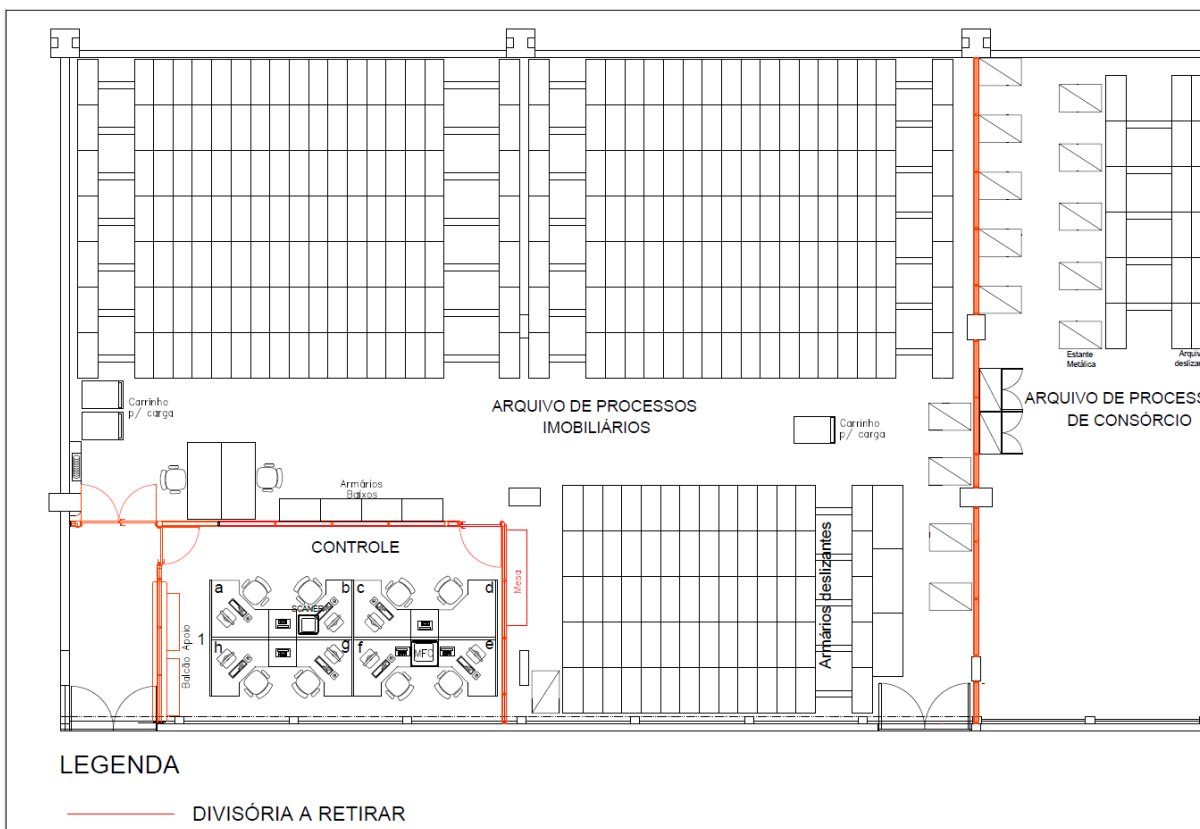 Estante
Metálica
Carrinho
p/ carga
ARQUIVO DE PROCESSOS
IMOBILIÁRIOS
Carrinho
p/ carga
DE CONSÓRCIO
Armários
Baixos
CONTROLE
Mesa
Armários deslizantes
a
b
c
d
SCANER
1
h
g
f
e
MFC
Balcão Apoio
LEGENDA
DIVISÓRIA A RETIRAR
ARQUIVO DE